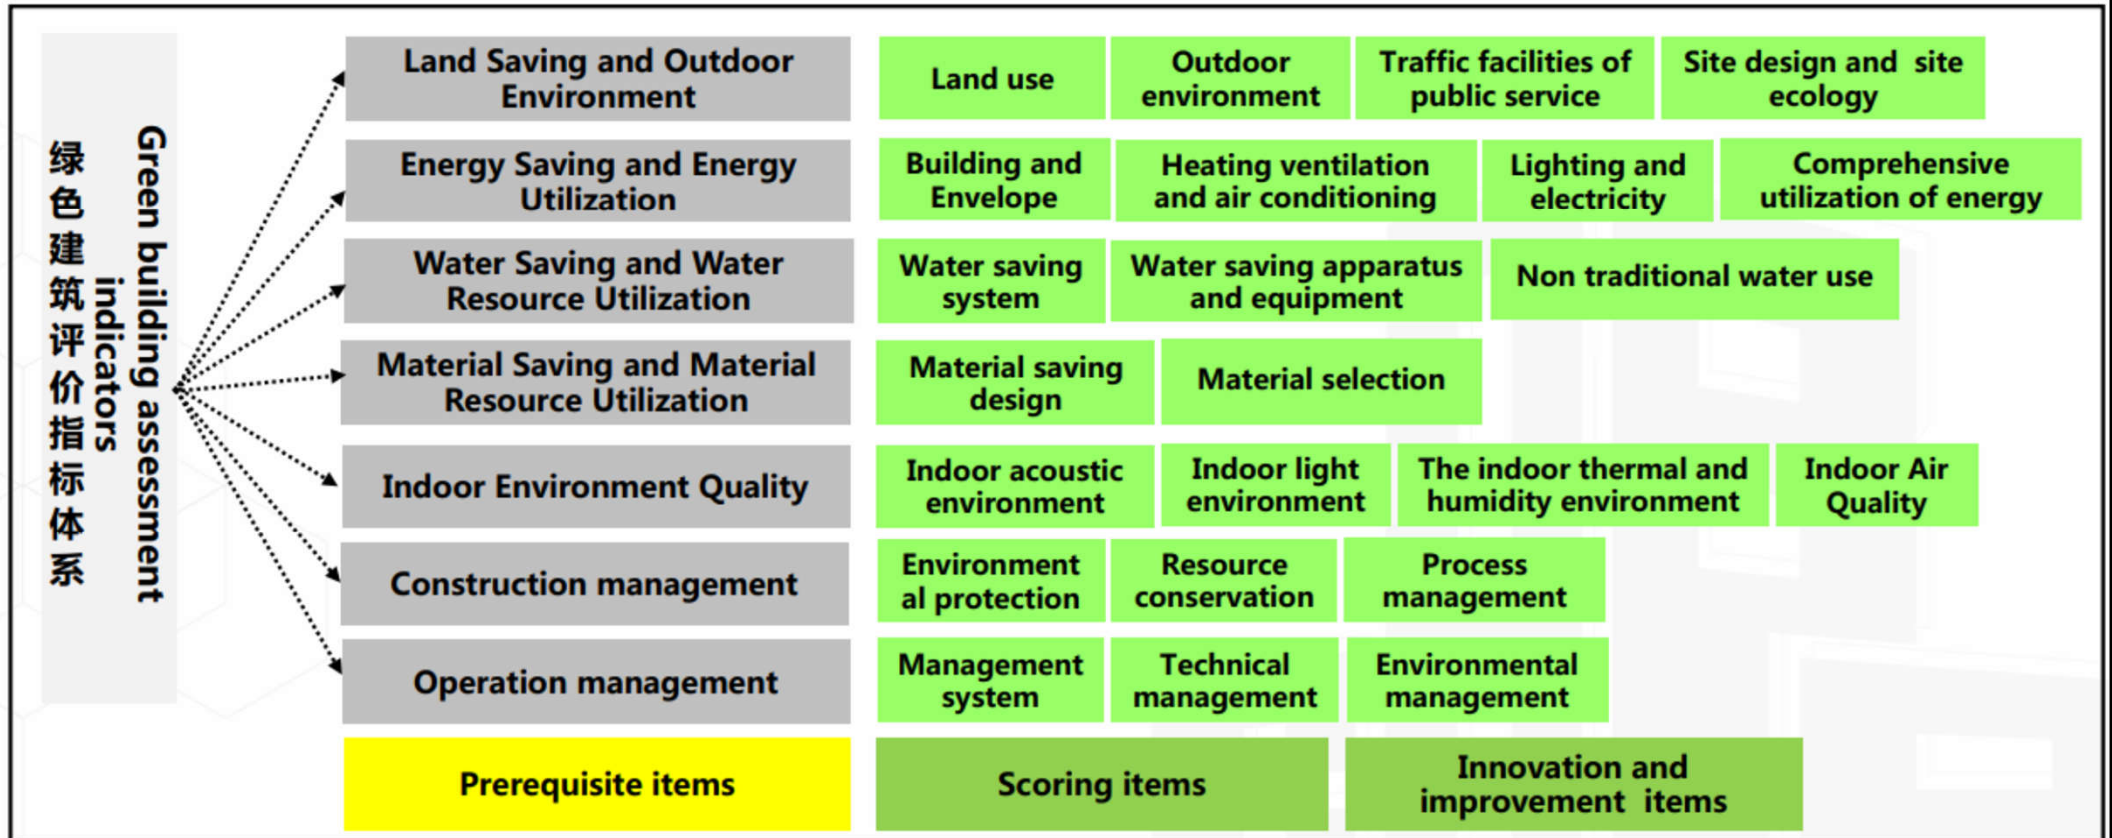 绿色建筑评价指标体系
Green building assessment
indicators
Land Saving and Outdoor
Environment
Land use
Outdoor
environment
Traffic facilities of
public service
Site design and site
ecology
Energy Saving and Energy
Utilization
Building and
Envelope
Heating ventilation
and air conditioning
Lighting and
electricity
Comprehensive
utilization of energy
Water Saving and Water
Resource Utilization
Water saving
system
Water saving apparatus
and equipment
Non traditional water use
Material Saving and Material
Resource Utilization
Material saving
design
Material selection
Indoor Environment Quality
Indoor acoustic
environment
Indoor light
environment
The indoor thermal and
humidity environment
Indoor Air
Quality
Construction management
Environment
al protection
Resource
conservation
Process
management
Operation management
Management
system
Technical
management
Environmental
management
Prerequisite items
Scoring items
Innovation and
improvement items